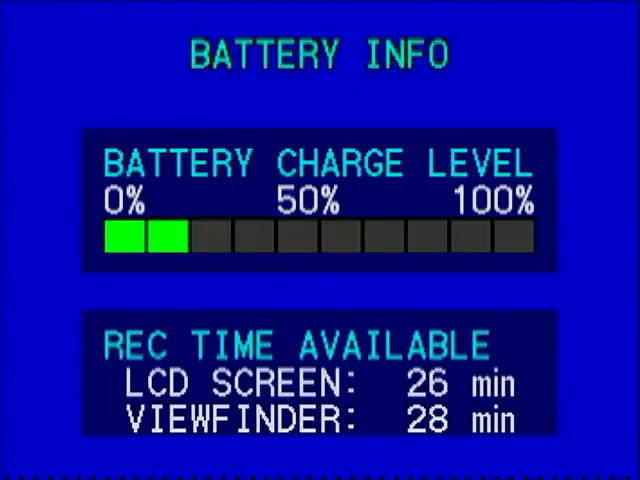 BATTERY INFO
BATTERY CHARGE LEVEL
0% 50% 100%
REC TIME AVAILABLE
LCD SCREEN: 26 min
VIEWFINDER: 28 min